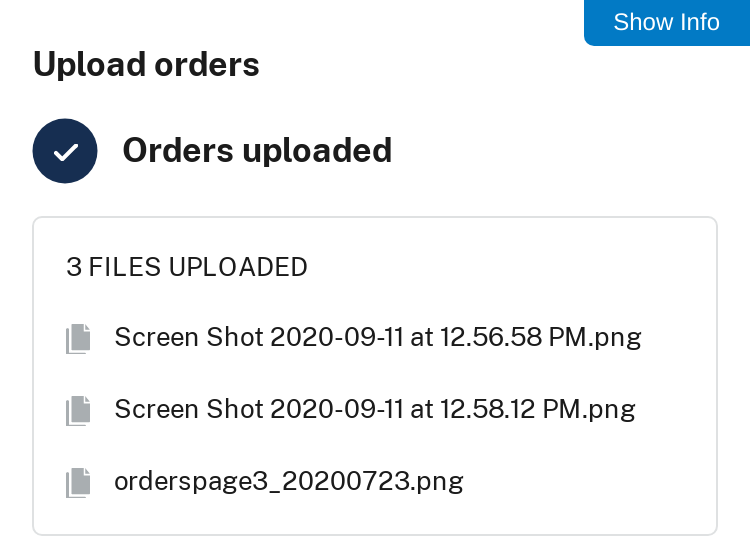 Show Info
Upload orders
Orders uploaded
3 FILES UPLOADED
Screen Shot 2020-09-11 at 12.56.58 PM.png
Screen Shot 2020-09-11 at 12.58.12 PM.png
orderspage3_20200723.png